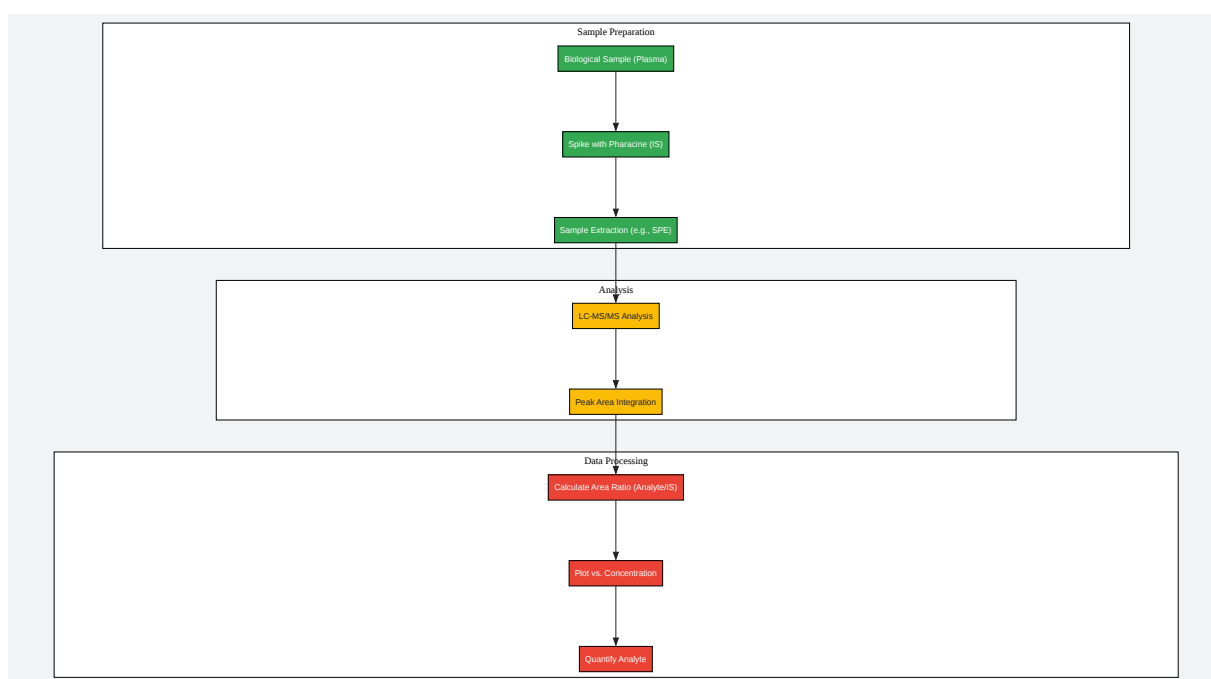 Sample Preparation
Biological Sample (Plasma)
Spike with Pharacine (IS)
Sample Extraction (e.g., SPE)
Analysis
LC-MS/MS Analysis
Peak Area Integration
Data Processing
Calculate Area Ratio (Analyte/IS)
Plot vs. Concentration
Quantify Analyte